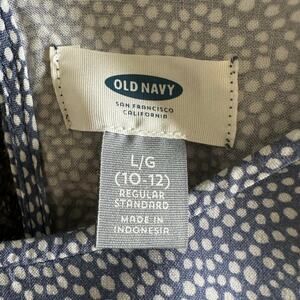 OLD NAVY
SAN FRANCISCO
CALIFORNIA
L/G
(10-12)
REGULAR
STANDARD
MADE IN
INDONESIA